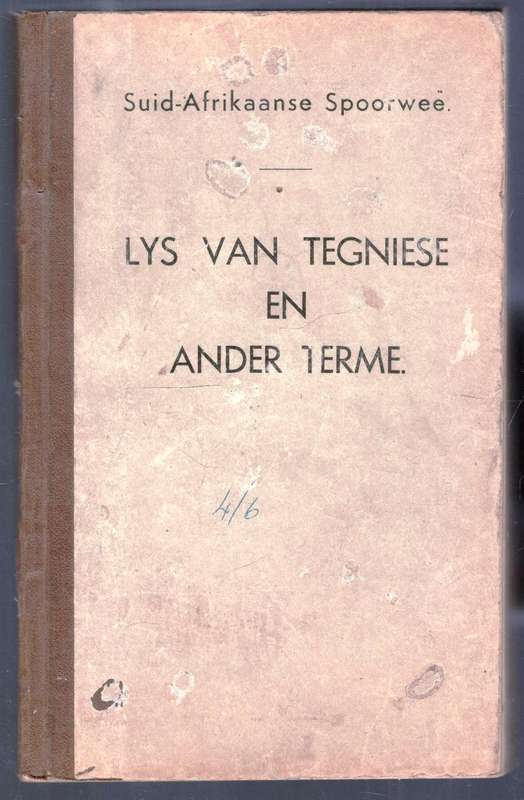 Suid-Afrikaanse Spoorweë.
LYS VAN TEGNIESE
EN
ANDER TERME.
4/6